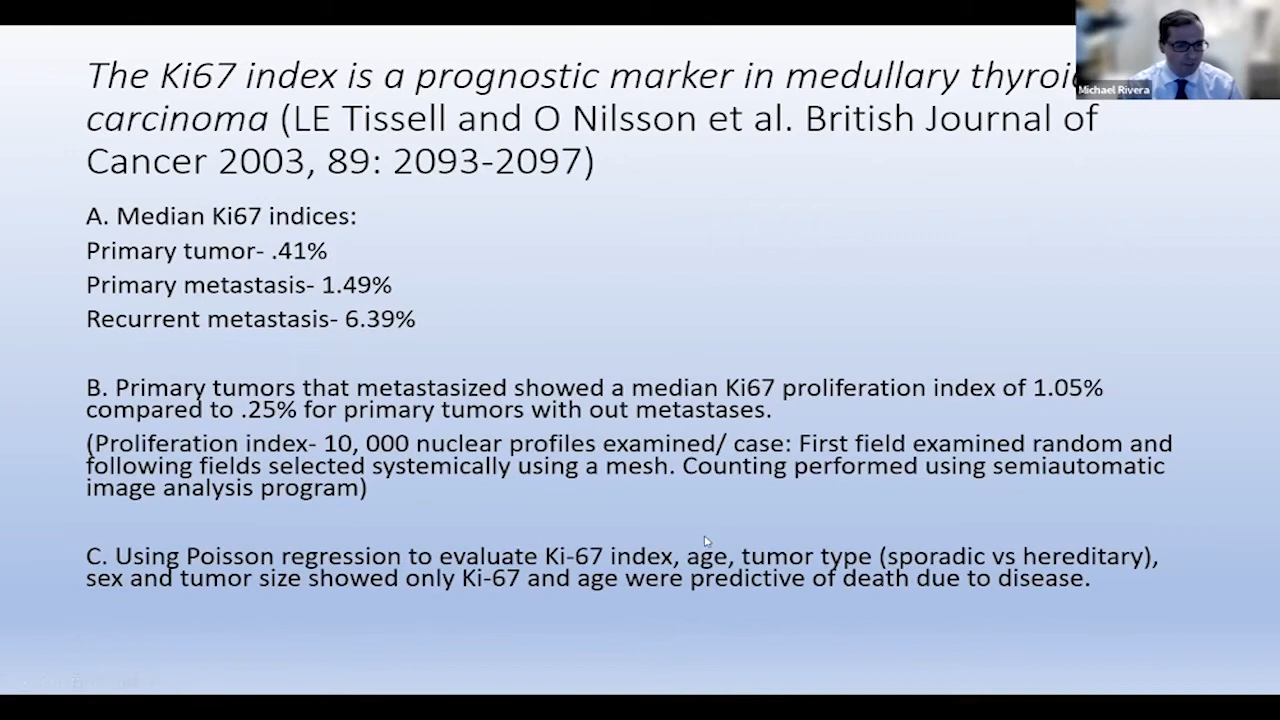 The Ki67 index is a prognostic marker in medullary thyroid
carcinoma (LE Tissell and O Nilsson et al. British Journal of
Cancer 2003, 89: 2093-2097)
Michael Rivera
A. Median Ki67 indices:
Primary tumor- .41%
Primary metastasis- 1.49%
Recurrent metastasis- 6.39%
B. Primary tumors that metastasized showed a median Ki67 proliferation index of 1.05%
compared to .25% for primary tumors with out metastases.
(Proliferation index- 10, 000 nuclear profiles examined/ case: First field examined random and
following fields selected systemically using a mesh. Counting performed using semiautomatic
image analysis program)
C. Using Poisson regression to evaluate Ki-67 index, age, tumor type (sporadic vs hereditary),
sex and tumor size showed only Ki-67 and age were predictive of death due to disease.